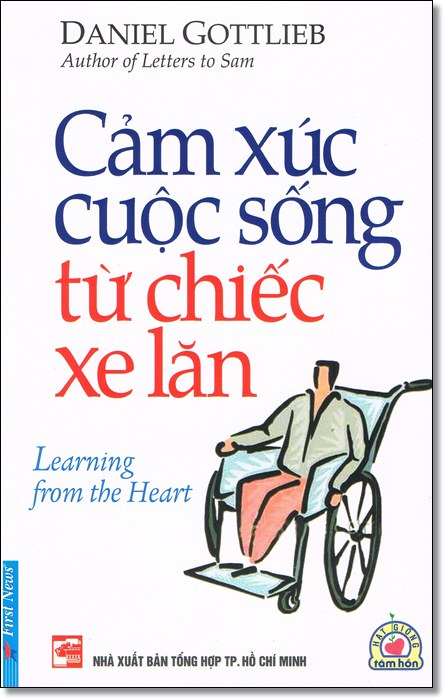 DANIEL GOTTLIEB
Author of Letters to Sam
Cảm xúc
cuộc sống
từ chiếc
xe lăn
Learning
from the Heart
First News
NHÀ XUẤT BẢN TỔNG HỢP TP. HỒ CHÍ MINH
HẠT GIỐNG
tâm hồn